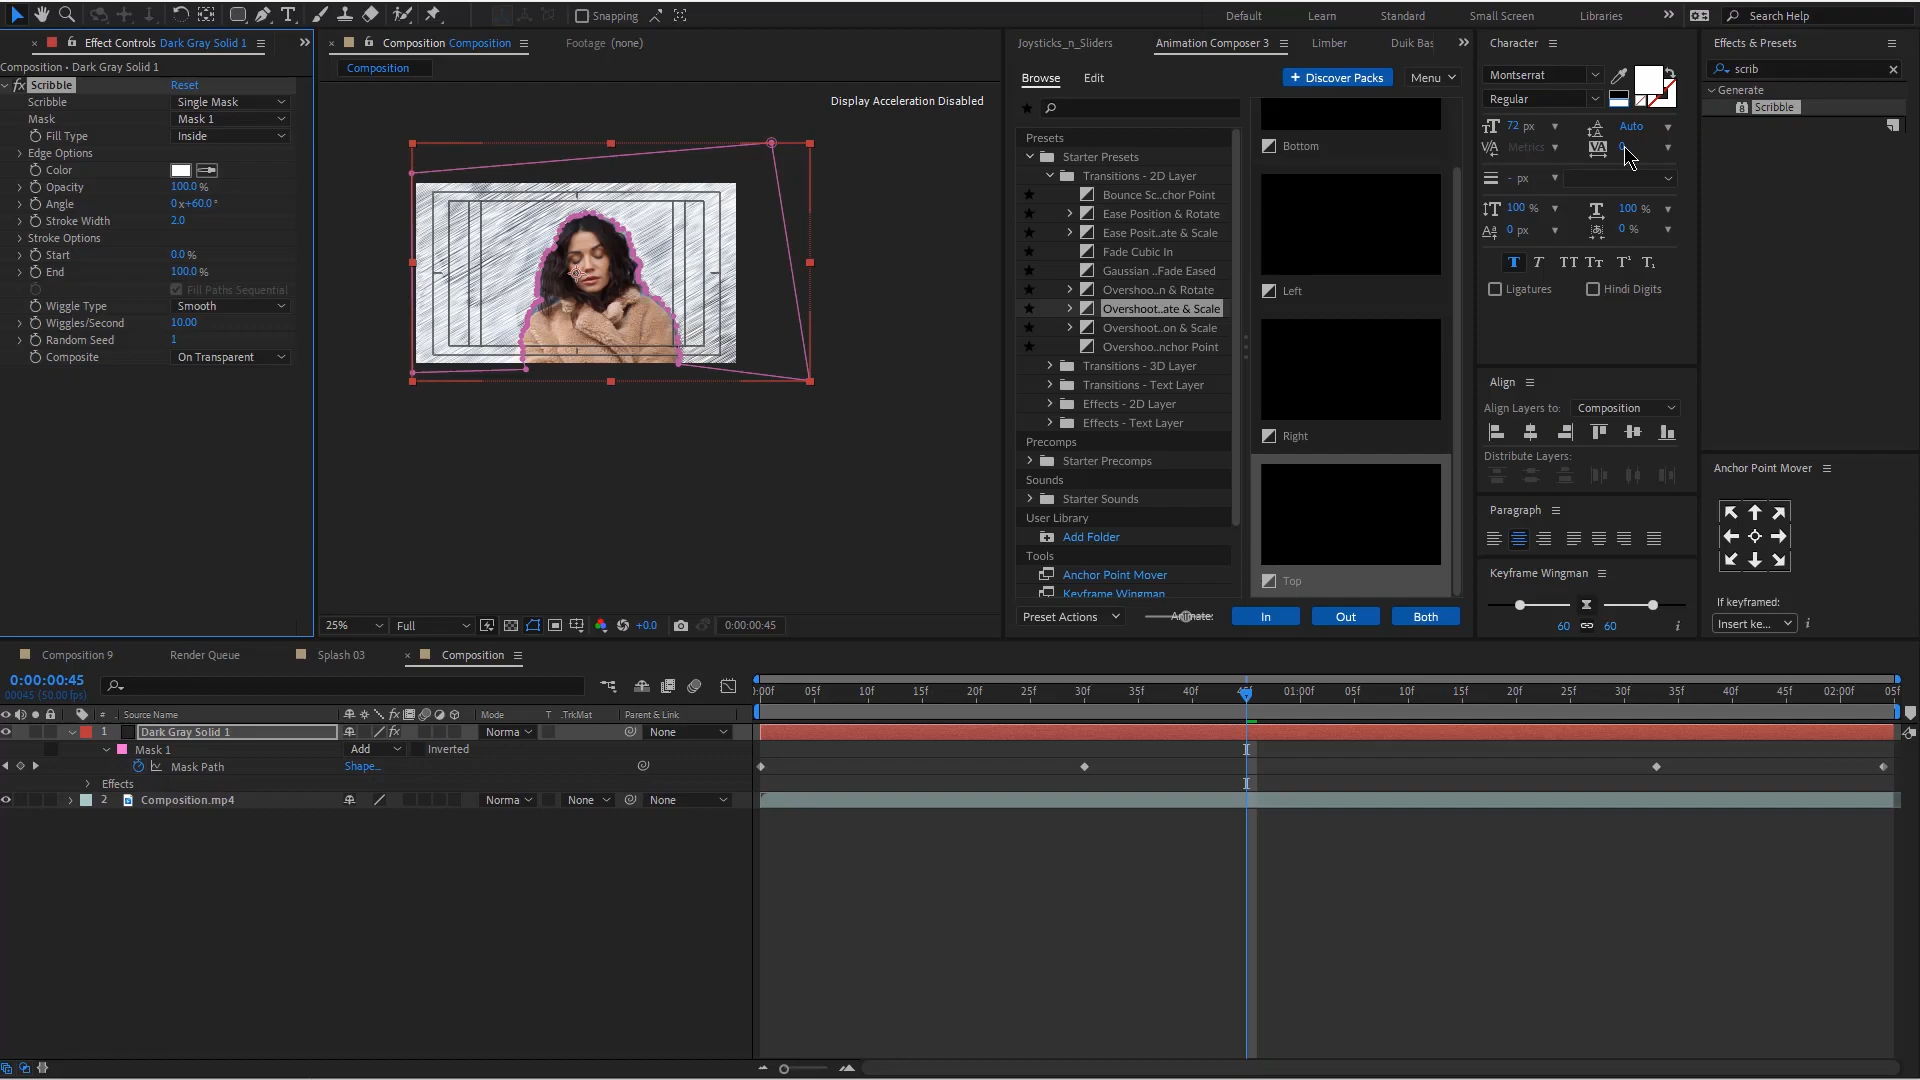 Snapping
Default
Learn
Standard
Small Screen
Libraries
Search Help
Effect Controls Dark Gray Solid 1
Composition Composition
Footage (none)
Joysticks_n_Sliders
Animation Composer 3
Limber
Duik Bas
Character
Effects & Presets
Composition • Dark Gray Solid 1
Composition
Browse
Edit
+ Discover Packs
Menu
Montserrat
scrib
fx Scribble
Reset
Generate
Scribble
Single Mask
Display Acceleration Disabled
Regular
Scribble
Mask
Mask 1
Fill Type
Inside
72 px
Auto
Edge Options
Presets
Bottom
Metrics
0
Color
Starter Presets
Opacity
100.0 %
Transitions - 2D Layer
- px
Angle
0x+60.0°
Bounce Sc..chor Point
Stroke Width
2.0
Ease Position & Rotate
100 %
100 %
Stroke Options
Ease Posit..ate & Scale
0 px
0 %
Start
0.0 %
Fade Cubic In
End
100.0 %
Gaussian ..Fade Eased
Fill Paths Sequential
Overshoo..n & Rotate
Left
Ligatures
Hindi Digits
Wiggle Type
Smooth
Overshoot..ate & Scale
Wiggles/Second
10.00
Overshoot..on & Scale
Random Seed
1
Overshoo..nchor Point
Composite
On Transparent
Transitions - 3D Layer
Transitions - Text Layer
Align
Effects - 2D Layer
Align Layers to:
Composition
Effects - Text Layer
Precomps
Right
Starter Precomps
Distribute Layers:
Sounds
Anchor Point Mover
Starter Sounds
User Library
Paragraph
Add Folder
Tools
Anchor Point Mover
Top
Keyframe Wingman
Keyframe Wingman
If keyframed:
25%
Full
+0.0
0:00:00:45
Preset Actions
Animate:
In
Out
Both
60
60
Insert ke...
Composition 9
Render Queue
Splash 03
Composition
0:00:00:45
00045 (50.00 fps)
:00f
05f
10f
15f
20f
25f
30f
35f
40f
45f
01:00f
05f
10f
15f
20f
25f
30f
35f
40f
45f
02:00f
05f
#
Source Name
fx
Mode
T
.TrkMat
Parent & Link
1
Dark Gray Solid 1
Norma
None
Mask 1
Add
Inverted
Mask Path
Shape...
Effects
2
Composition.mp4
Norma
None
None